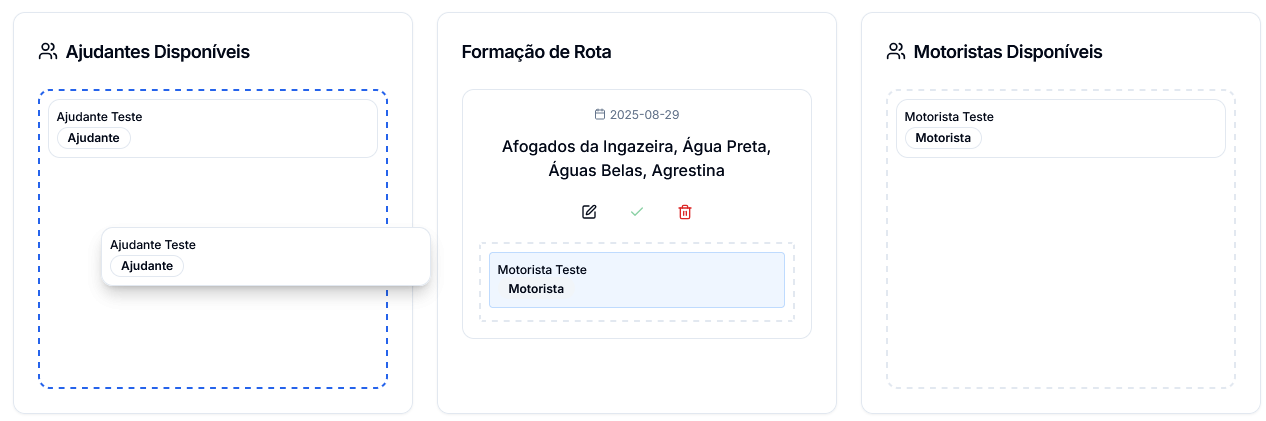 Ajudantes Disponíveis
Ajudante Teste
Ajudante
Ajudante Teste
Ajudante
Formação de Rota
2025-08-29
Afogados da Ingazeira, Água Preta,
Águas Belas, Agrestina
Motorista Teste
Motorista
Motoristas Disponíveis
Motorista Teste
Motorista